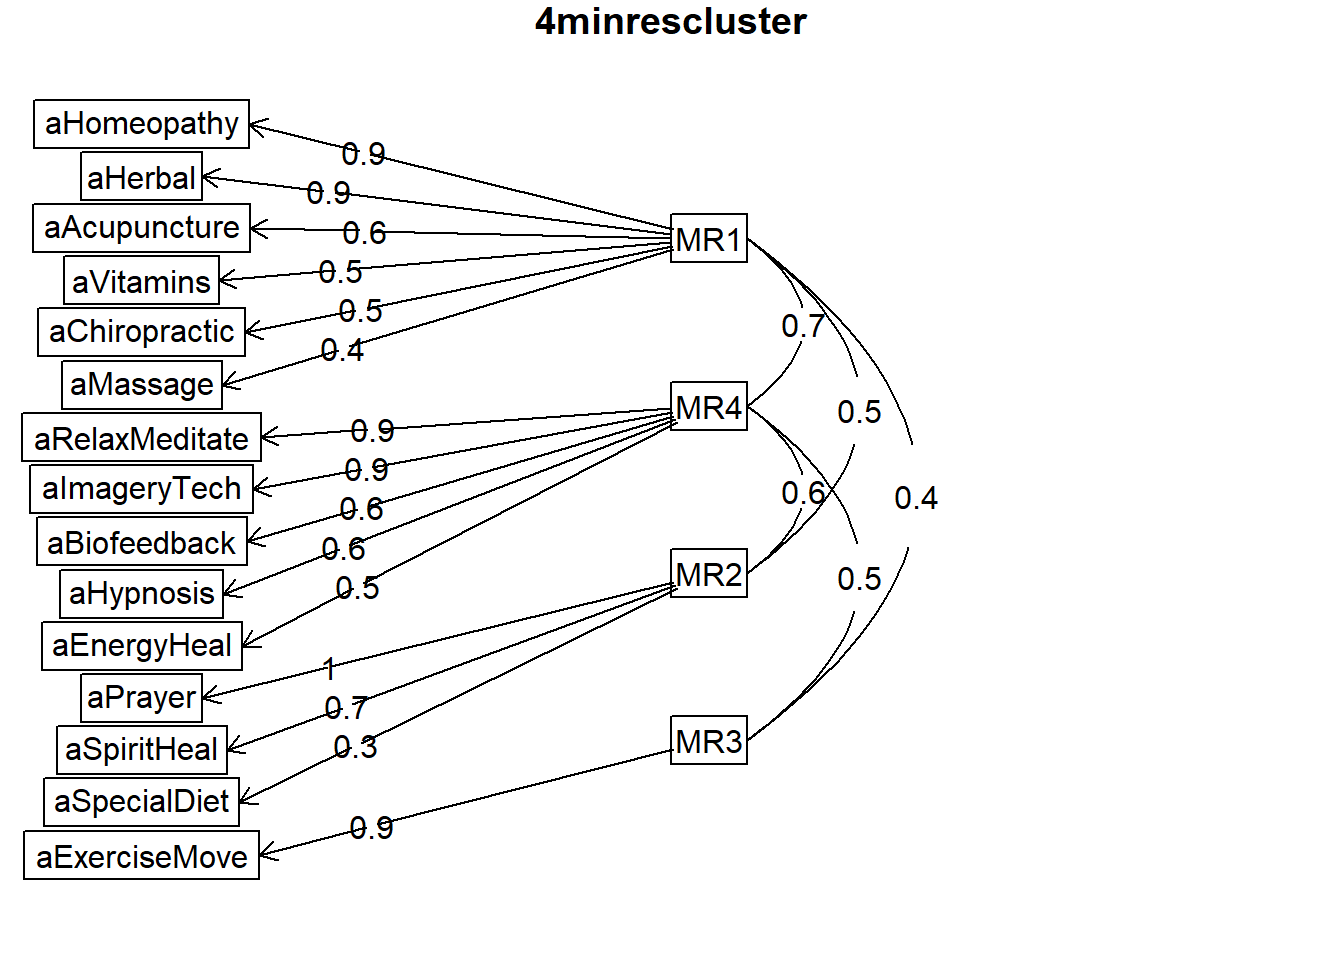 4minrescluster
aHomeopathy
aHerbal
aAcupuncture
aVitamins
aChiropractic
aMassage
aRelaxMeditate
aImageryTech
aBiofeedback
aHypnosis
aEnergyHeal
aPrayer
aSpiritHeal
aSpecialDiet
aExerciseMove
0.9
0.9
0.6
0.5
0.5
0.4
0.9
0.9
0.6
0.6
0.5
1
0.7
0.3
0.9
MR1
MR4
MR2
MR3
0.7
0.5
0.6
0.4
0.5